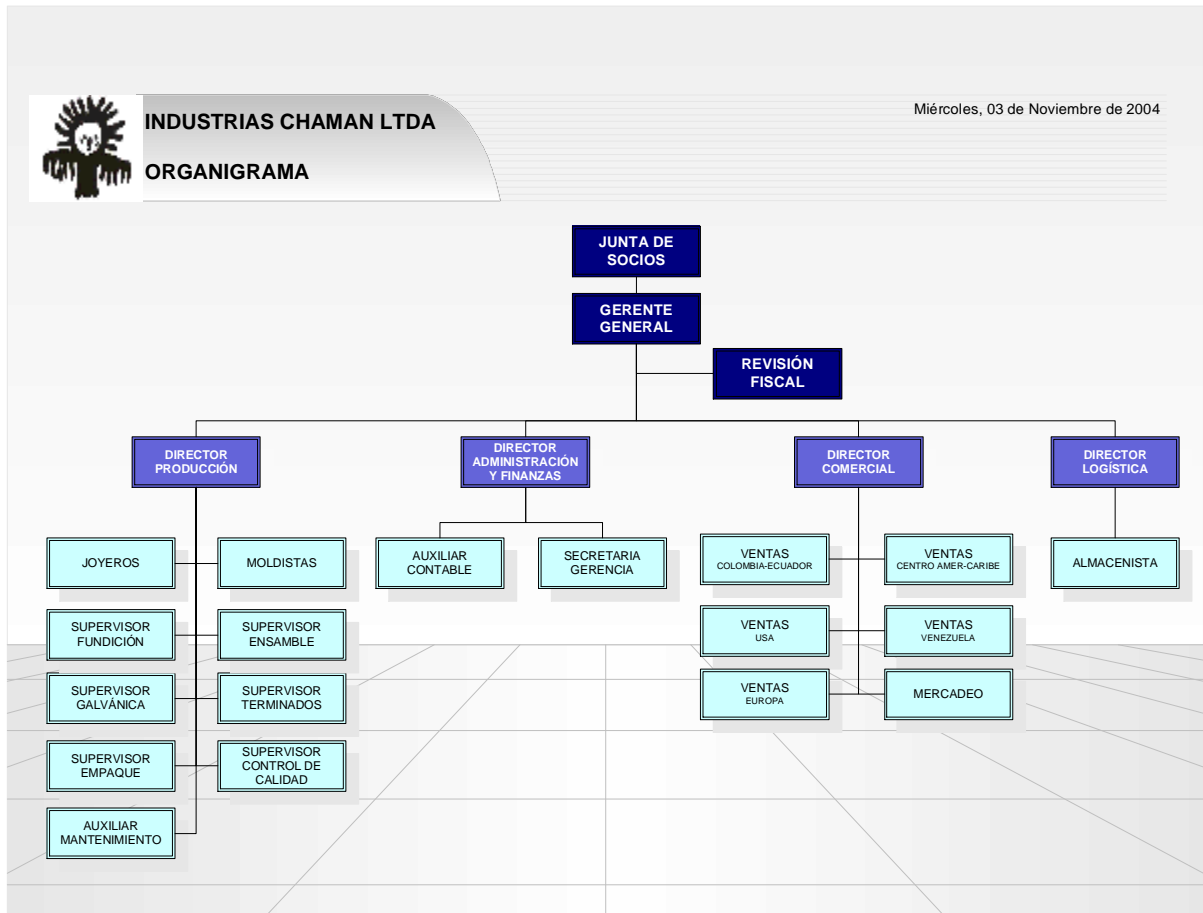 INDUSTRIAS CHAMAN LTDA
ORGANIGRAMA
Miércoles, 03 de Noviembre de 2004
JUNTA DE
SOCIOS
GERENTE
GENERAL
REVISIÓN
FISCAL
DIRECTOR
PRODUCCIÓN
DIRECTOR
ADMINISTRACIÓN
Y FINANZAS
DIRECTOR
COMERCIAL
DIRECTOR
LOGÍSTICA
JOYEROS
MOLDISTAS
SUPERVISOR
FUNDICIÓN
SUPERVISOR
ENSAMBLE
SUPERVISOR
GALVÁNICA
SUPERVISOR
TERMINADOS
SUPERVISOR
EMPAQUE
SUPERVISOR
CONTROL DE
CALIDAD
AUXILIAR
MANTENIMIENTO
AUXILIAR
CONTABLE
SECRETARIA
GERENCIA
VENTAS
COLOMBIA-ECUADOR
VENTAS
CENTRO AMER-CARIBE
VENTAS
USA
VENTAS
VENEZUELA
VENTAS
EUROPA
MERCADEO
ALMACENISTA